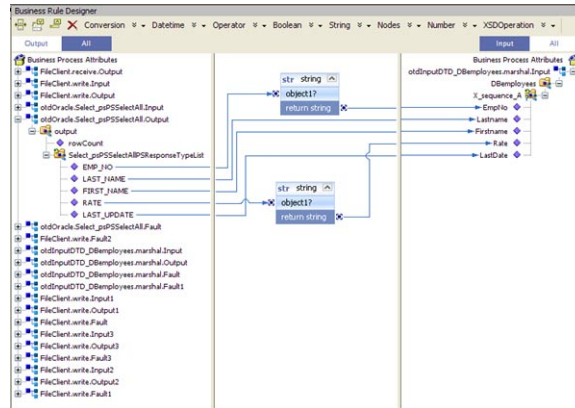 Business Rule Designer
Conversion Datetime Operator Boolean String Nodes Number XSDOperation
Output All Input All
Business Process Attributes
FileClient.receive.Output
FileClient.write.Input
FileClient.write.Output
otdOracle.Select_psPSSelectAll.Input
otdOracle.Select_psPSSelectAll.Output
output
rowCount
Select_psPSSelectAllPSResponseTypeList
EMP_NO
LAST_NAME
FIRST_NAME
RATE
LAST_UPDATE
otdOracle.Select_psPSSelectAll.Fault
FileClient.write.Fault2
otdInputDTD_DBemployees.marshal.Input
otdInputDTD_DBemployees.marshal.Output
otdInputDTD_DBemployees.marshal.Fault
otdInputDTD_DBemployees.marshal.Fault1
FileClient.write.Input1
FileClient.write.Output1
FileClient.write.Fault
FileClient.write.Input3
FileClient.write.Output3
FileClient.write.Fault3
FileClient.write.Input2
FileClient.write.Output2
FileClient.write.Fault1
str string
object1?
return string
str string
object1?
return string
Business Process Attributes
otdInputDTD_DBemployees.marshal.Input
DBemployees
X_sequence_A
EmpNo
Lastname
Firstname
Rate
LastDate